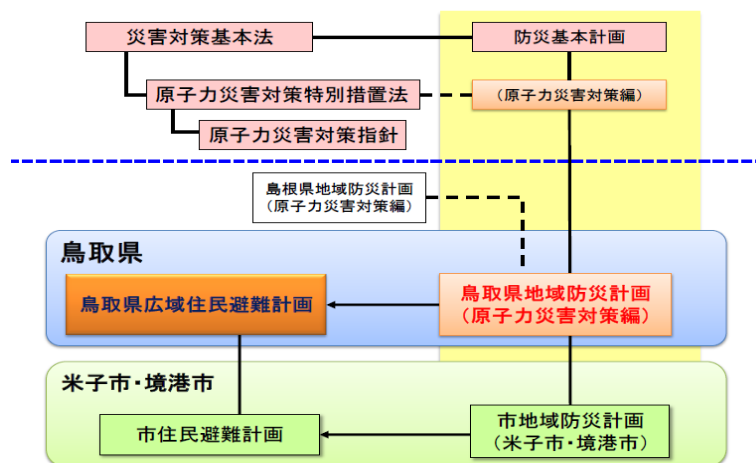 災害対策基本法
防災基本計画
原子力災害対策特別措置法
(原子力災害対策編)
原子力災害対策指針
島根県地域防災計画
(原子力災害対策編)
鳥取県
鳥取県広域住民避難計画
鳥取県地域防災計画
(原子力災害対策編)
米子市・境港市
市住民避難計画
市地域防災計画
(米子市・境港市)